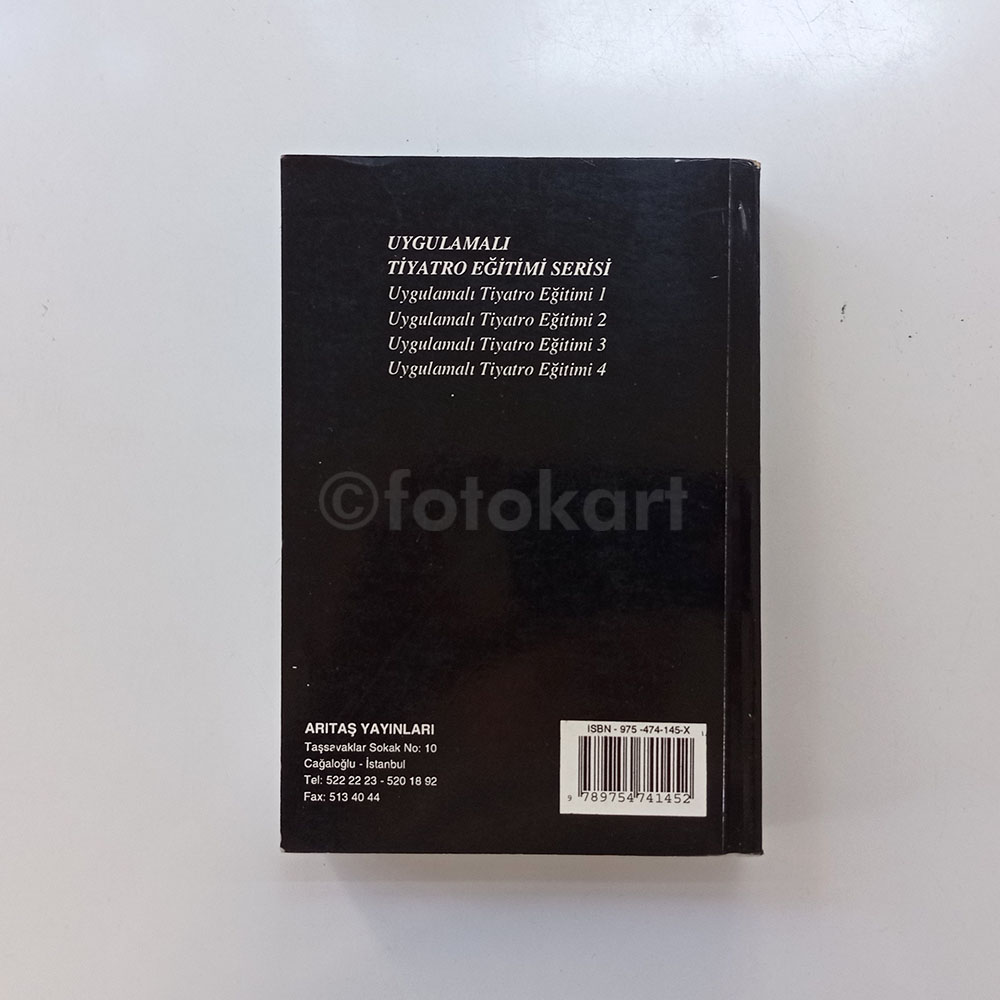 UYGULAMALI
TİYATRO EĞİTİMİ SERİSİ
Uygulamalı Tiyatro Eğitimi 1
Uygulamalı Tiyatro Eğitimi 2
Uygulamalı Tiyatro Eğitimi 3
Uygulamalı Tiyatro Eğitimi 4
©fotokart
ARITAŞ YAYINLARI
Taşsavaklar Sokak No: 10
Cağaloğlu - İstanbul
Tel: 522 22 23 - 520 18 92
Fax: 513 40 44
ISBN - 975 -474-145-X
9 789754 741452